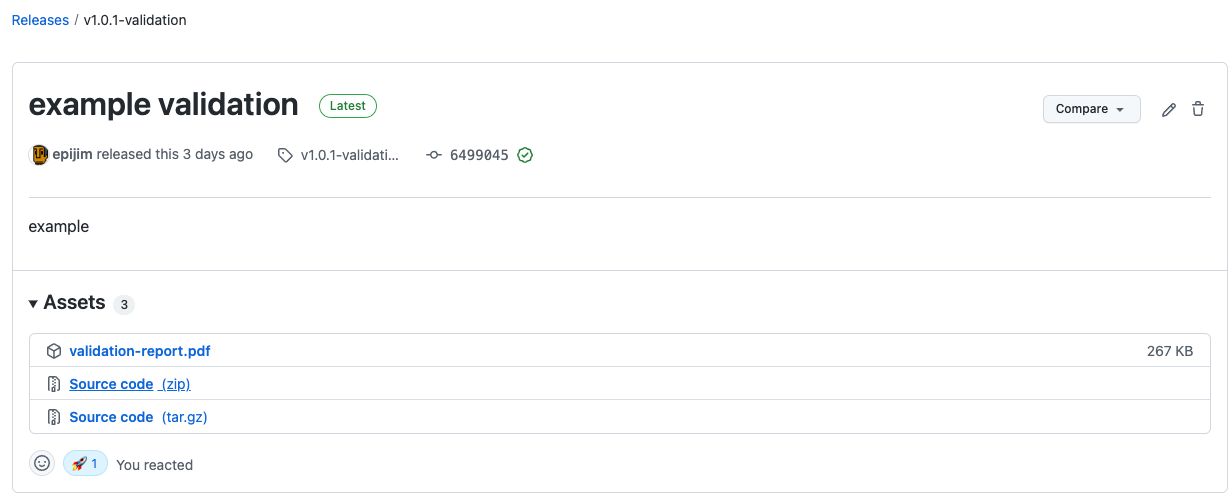 Releases / v1.0.1-validation
example validation Latest Compare
epijim released this 3 days ago v1.0.1-validati... 6499045
example
Assets 3
validation-report.pdf 267 KB
Source code (zip)
Source code (tar.gz)
🚀 1 You reacted